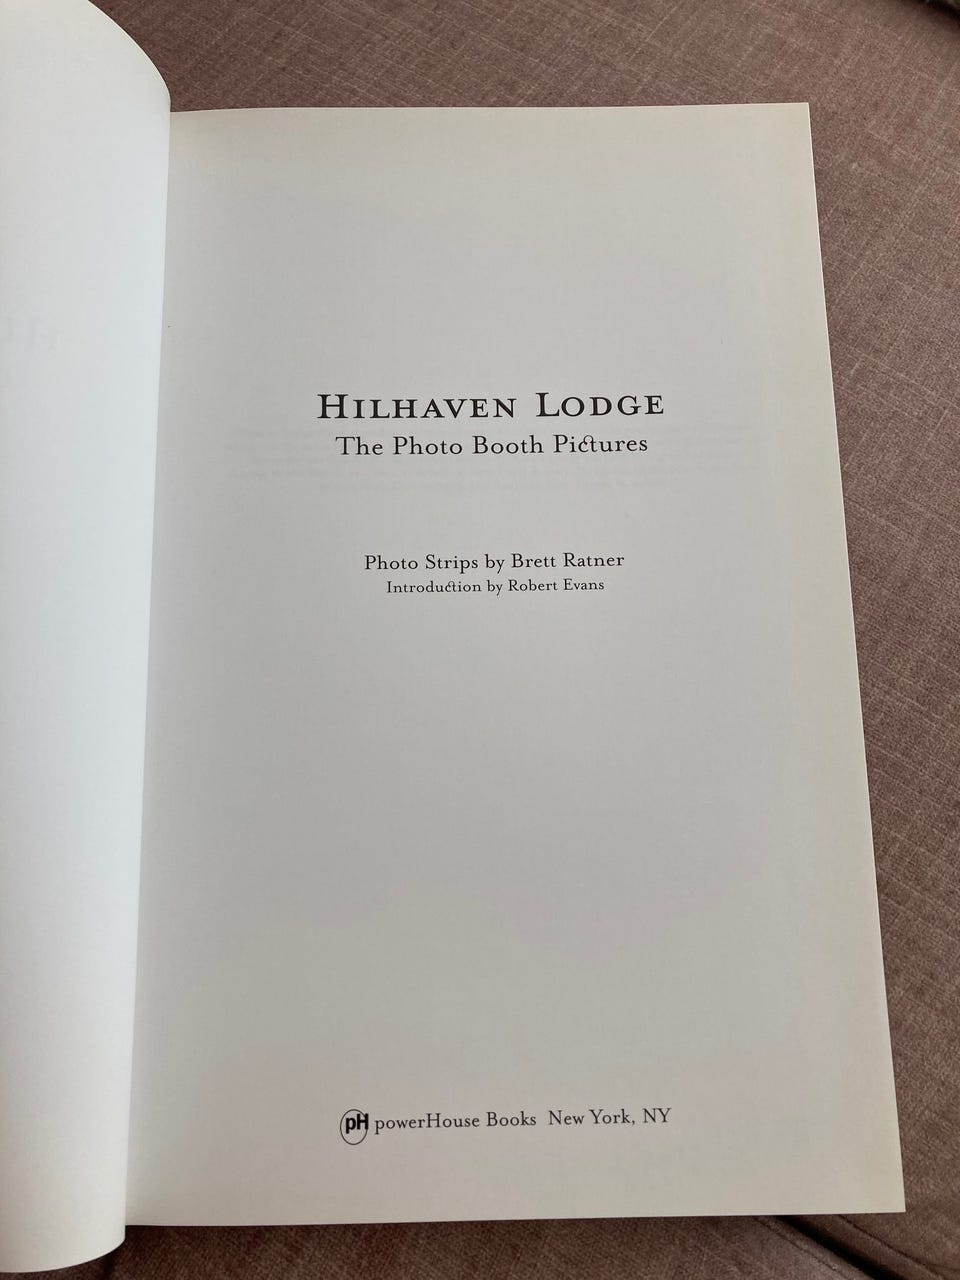 HILHAVEN LODGE
The Photo Booth Pictures
Photo Strips by Brett Ratner
Introduction by Robert Evans
pH powerHouse Books New York, NY